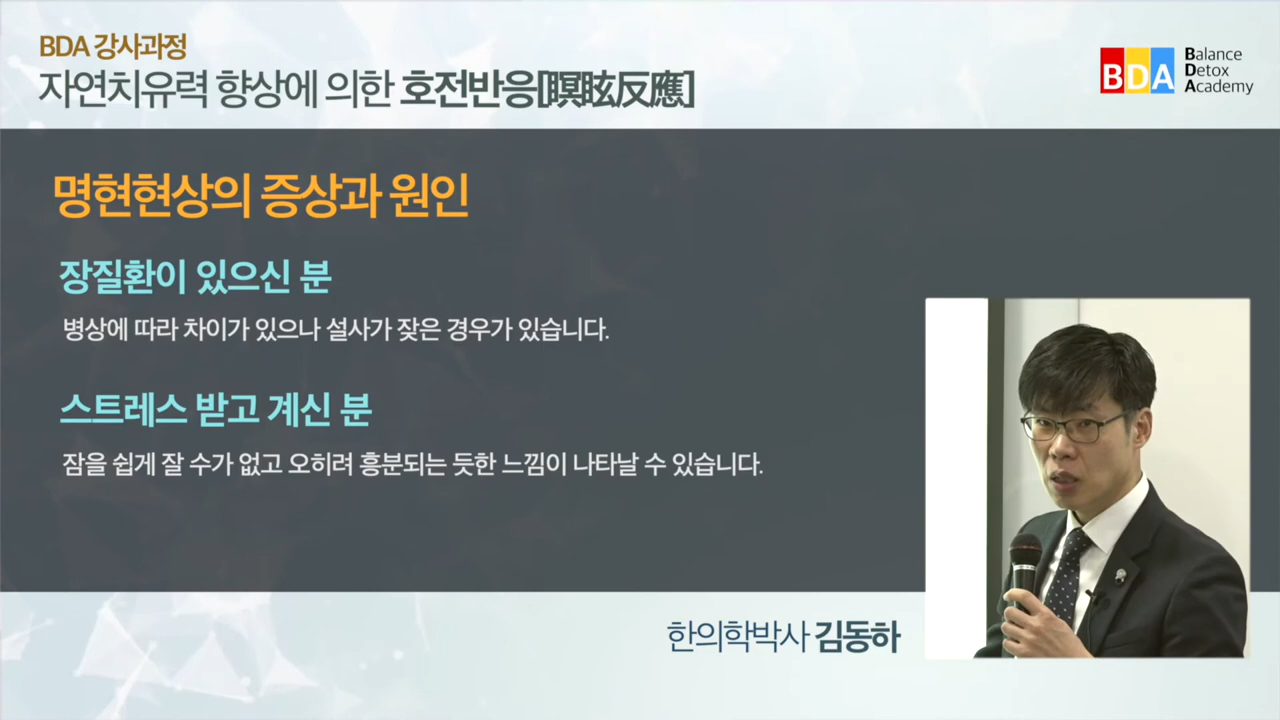 BDA 강사과정
자연치유력 향상에 의한 호전반응[瞑眩反應]
BDA
Balance
Detox
Academy
명현현상의 증상과 원인
장질환이 있으신 분
병상에 따라 차이가 있으나 설사가 잦은 경우가 있습니다.
스트레스 받고 계신 분
잠을 쉽게 잘 수가 없고 오히려 흥분되는 듯한 느낌이 나타날 수 있습니다.
한의학박사 김동하